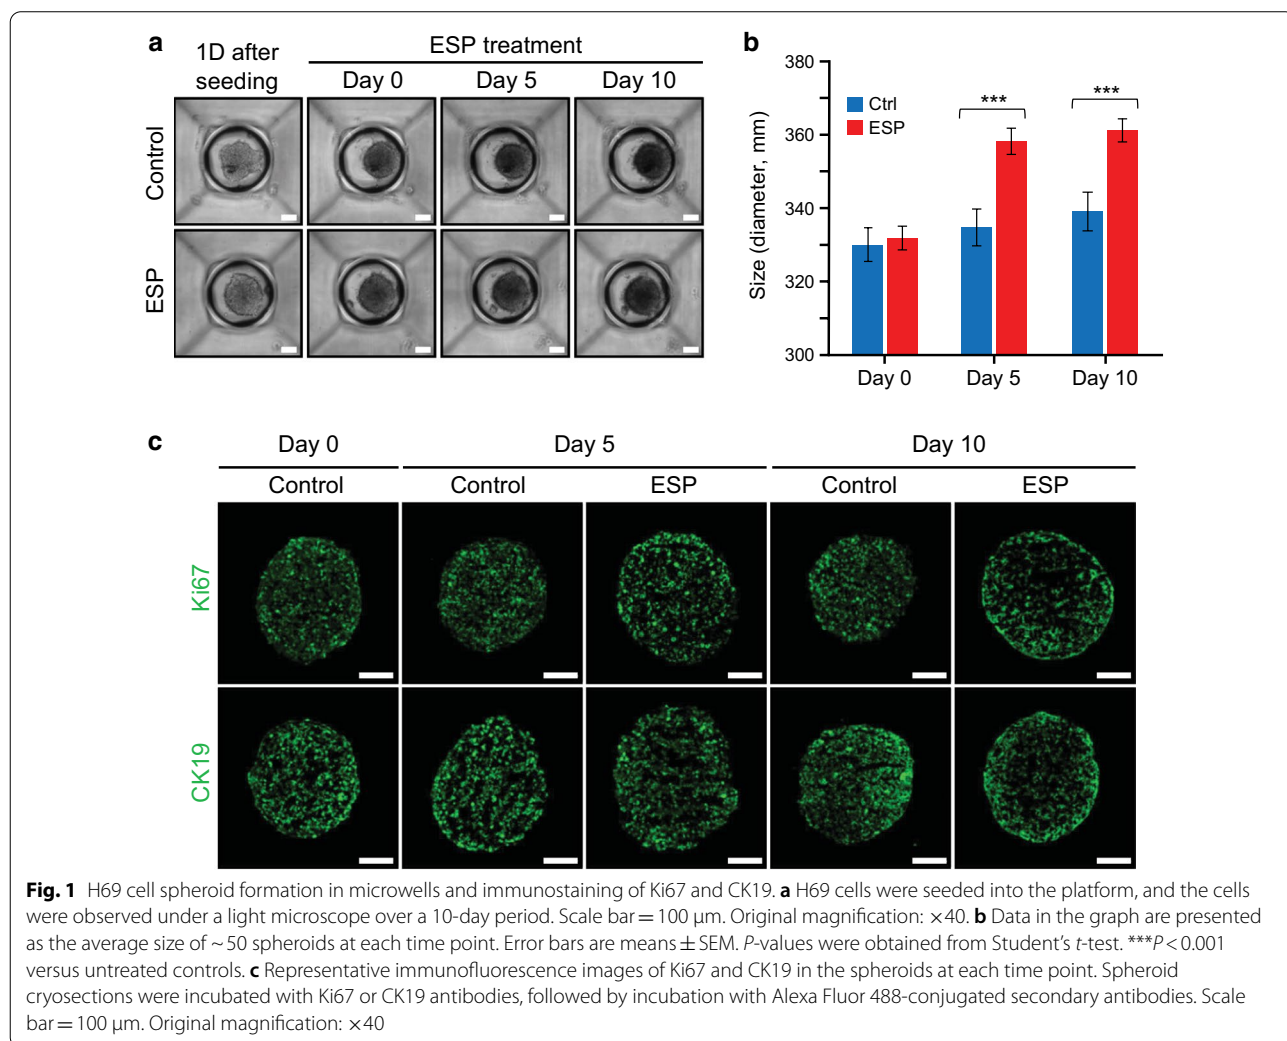 a
1D after
seeding
ESP treatment
Day 0
Day 5
Day 10
Control
ESP
b
380
360
340
320
300
Size (diameter, mm)
Ctrl
ESP
***
***
Day 0
Day 5
Day 10
c
Day 0
Day 5
Day 10
Control
Control
ESP
Control
ESP
Ki67
CK19
Fig. 1 H69 cell spheroid formation in microwells and immunostaining of Ki67 and CK19. a H69 cells were seeded into the platform, and the cells
were observed under a light microscope over a 10-day period. Scale bar = 100 μm. Original magnification: ×40. b Data in the graph are presented
as the average size of ~ 50 spheroids at each time point. Error bars are means ± SEM. P-values were obtained from Student's t-test. ***P < 0.001
versus untreated controls. c Representative immunofluorescence images of Ki67 and CK19 in the spheroids at each time point. Spheroid
cryosections were incubated with Ki67 or CK19 antibodies, followed by incubation with Alexa Fluor 488-conjugated secondary antibodies. Scale
bar = 100 μm. Original magnification: ×40